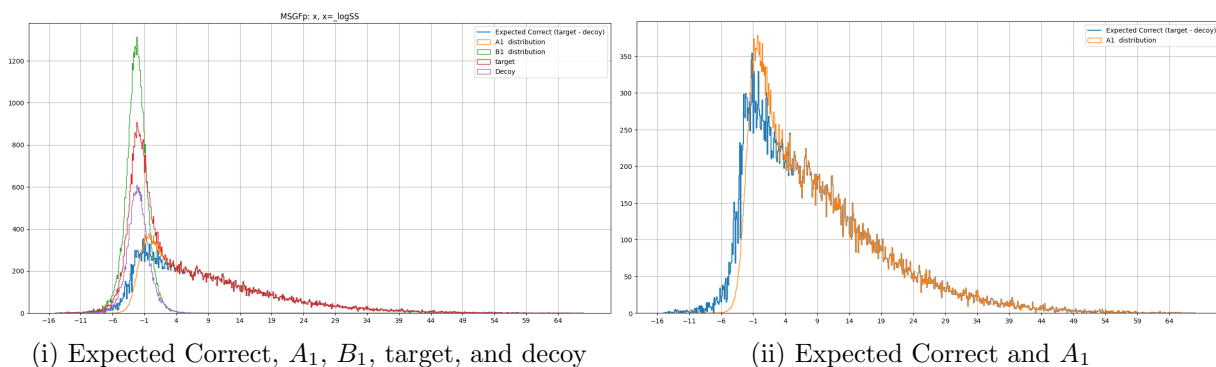 MSGFp: x, x=_logSS
Expected Correct (target - decoy)
A1 distribution
B1 distribution
target
Decoy
1200
1000
800
600
400
200
0
−16 −11 −6 −1 4 9 14 19 24 29 34 39 44 49 54 59 64
(i) Expected Correct, A₁, B₁, target, and decoy
Expected Correct (target - decoy)
A1 distribution
350
300
250
200
150
100
50
0
−16 −11 −6 −1 4 9 14 19 24 29 34 39 44 49 54 59 64
(ii) Expected Correct and A₁